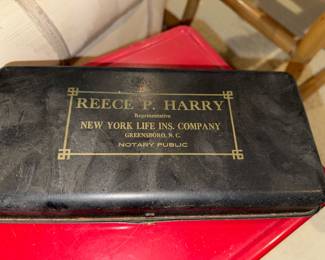 REECE P. HARRY
Representative
NEW YORK LIFE INS. COMPANY
GREENSBORO, N. C.
NOTARY PUBLIC